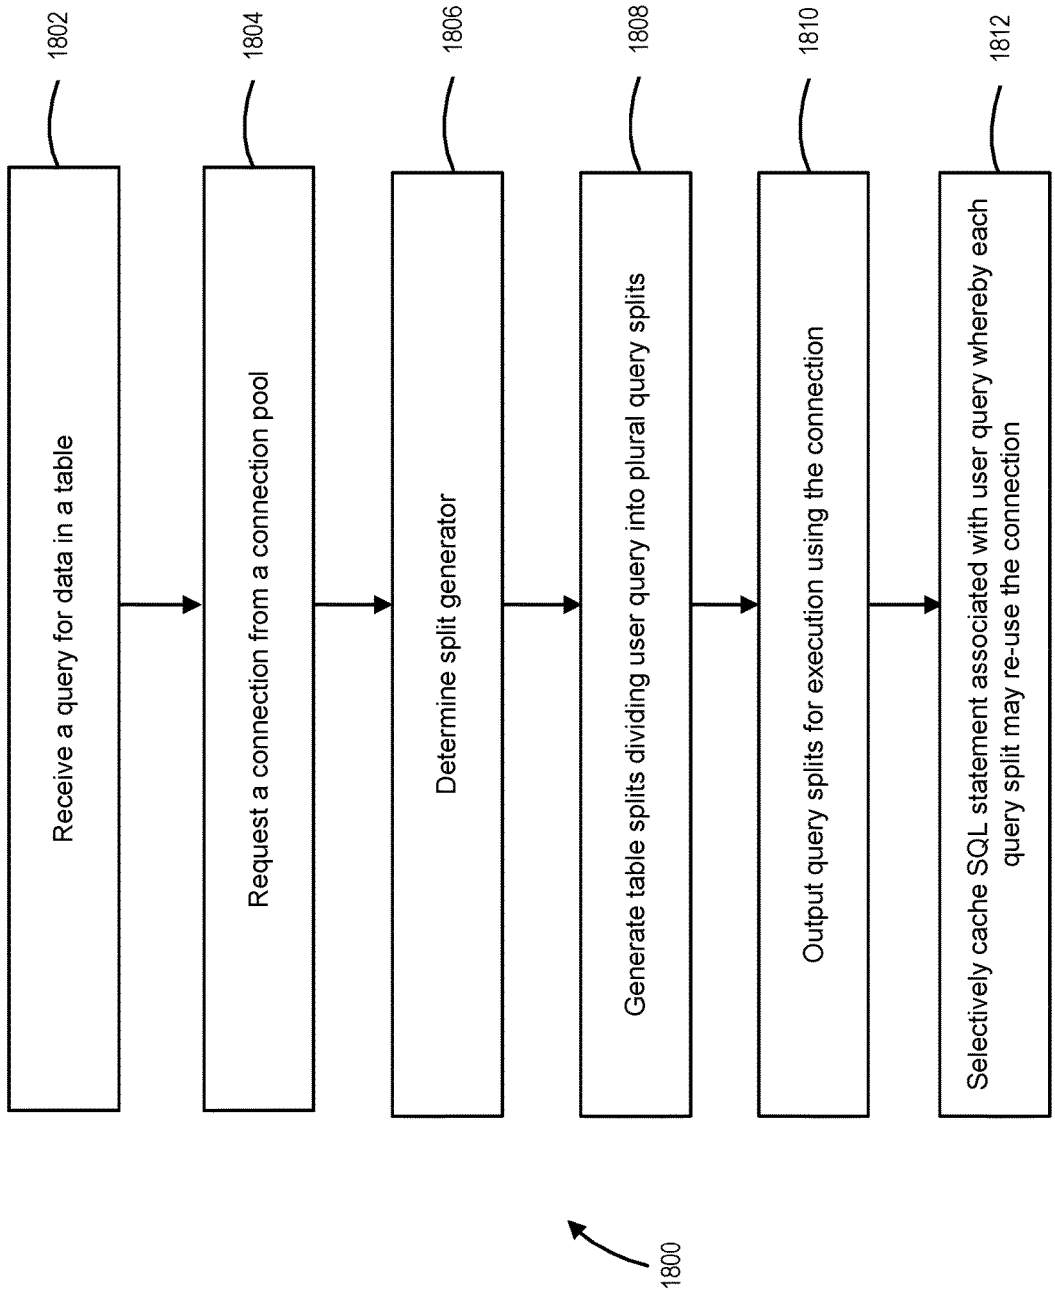 Receive a query for data in a table
1802
Request a connection from a connection pool
1804
Determine split generator
1806
Generate table splits dividing user query into plural query splits
1808
Output query splits for execution using the connection
1810
Selectively cache SQL statement associated with user query whereby each
query split may re-use the connection
1812
1800